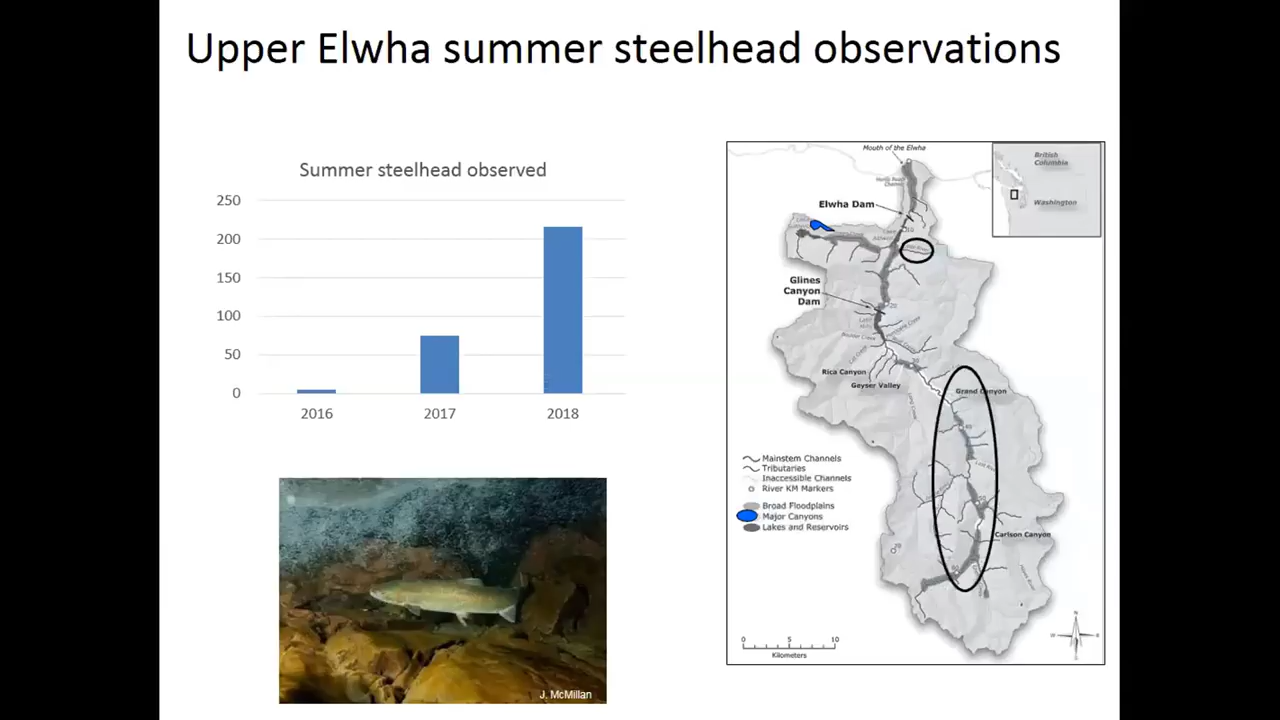 Upper Elwha summer steelhead observations
Summer steelhead observed
250
200
150
100
50
0
2016
2017
2018
J. McMillan
Mouth of the Elwha
British
Columbia
Washington
Elwha Dam
Glines
Canyon
Dam
20
Boulder Creek
Rica Canyon
Geyser Valley
Grand Canyon
Mainstem Channels
Tributaries
Inaccessible Channels
River KM Markers
Broad Floodplains
Major Canyons
Lakes and Reservoirs
Carlson Canyon
0
5
10
Kilometers
N
W